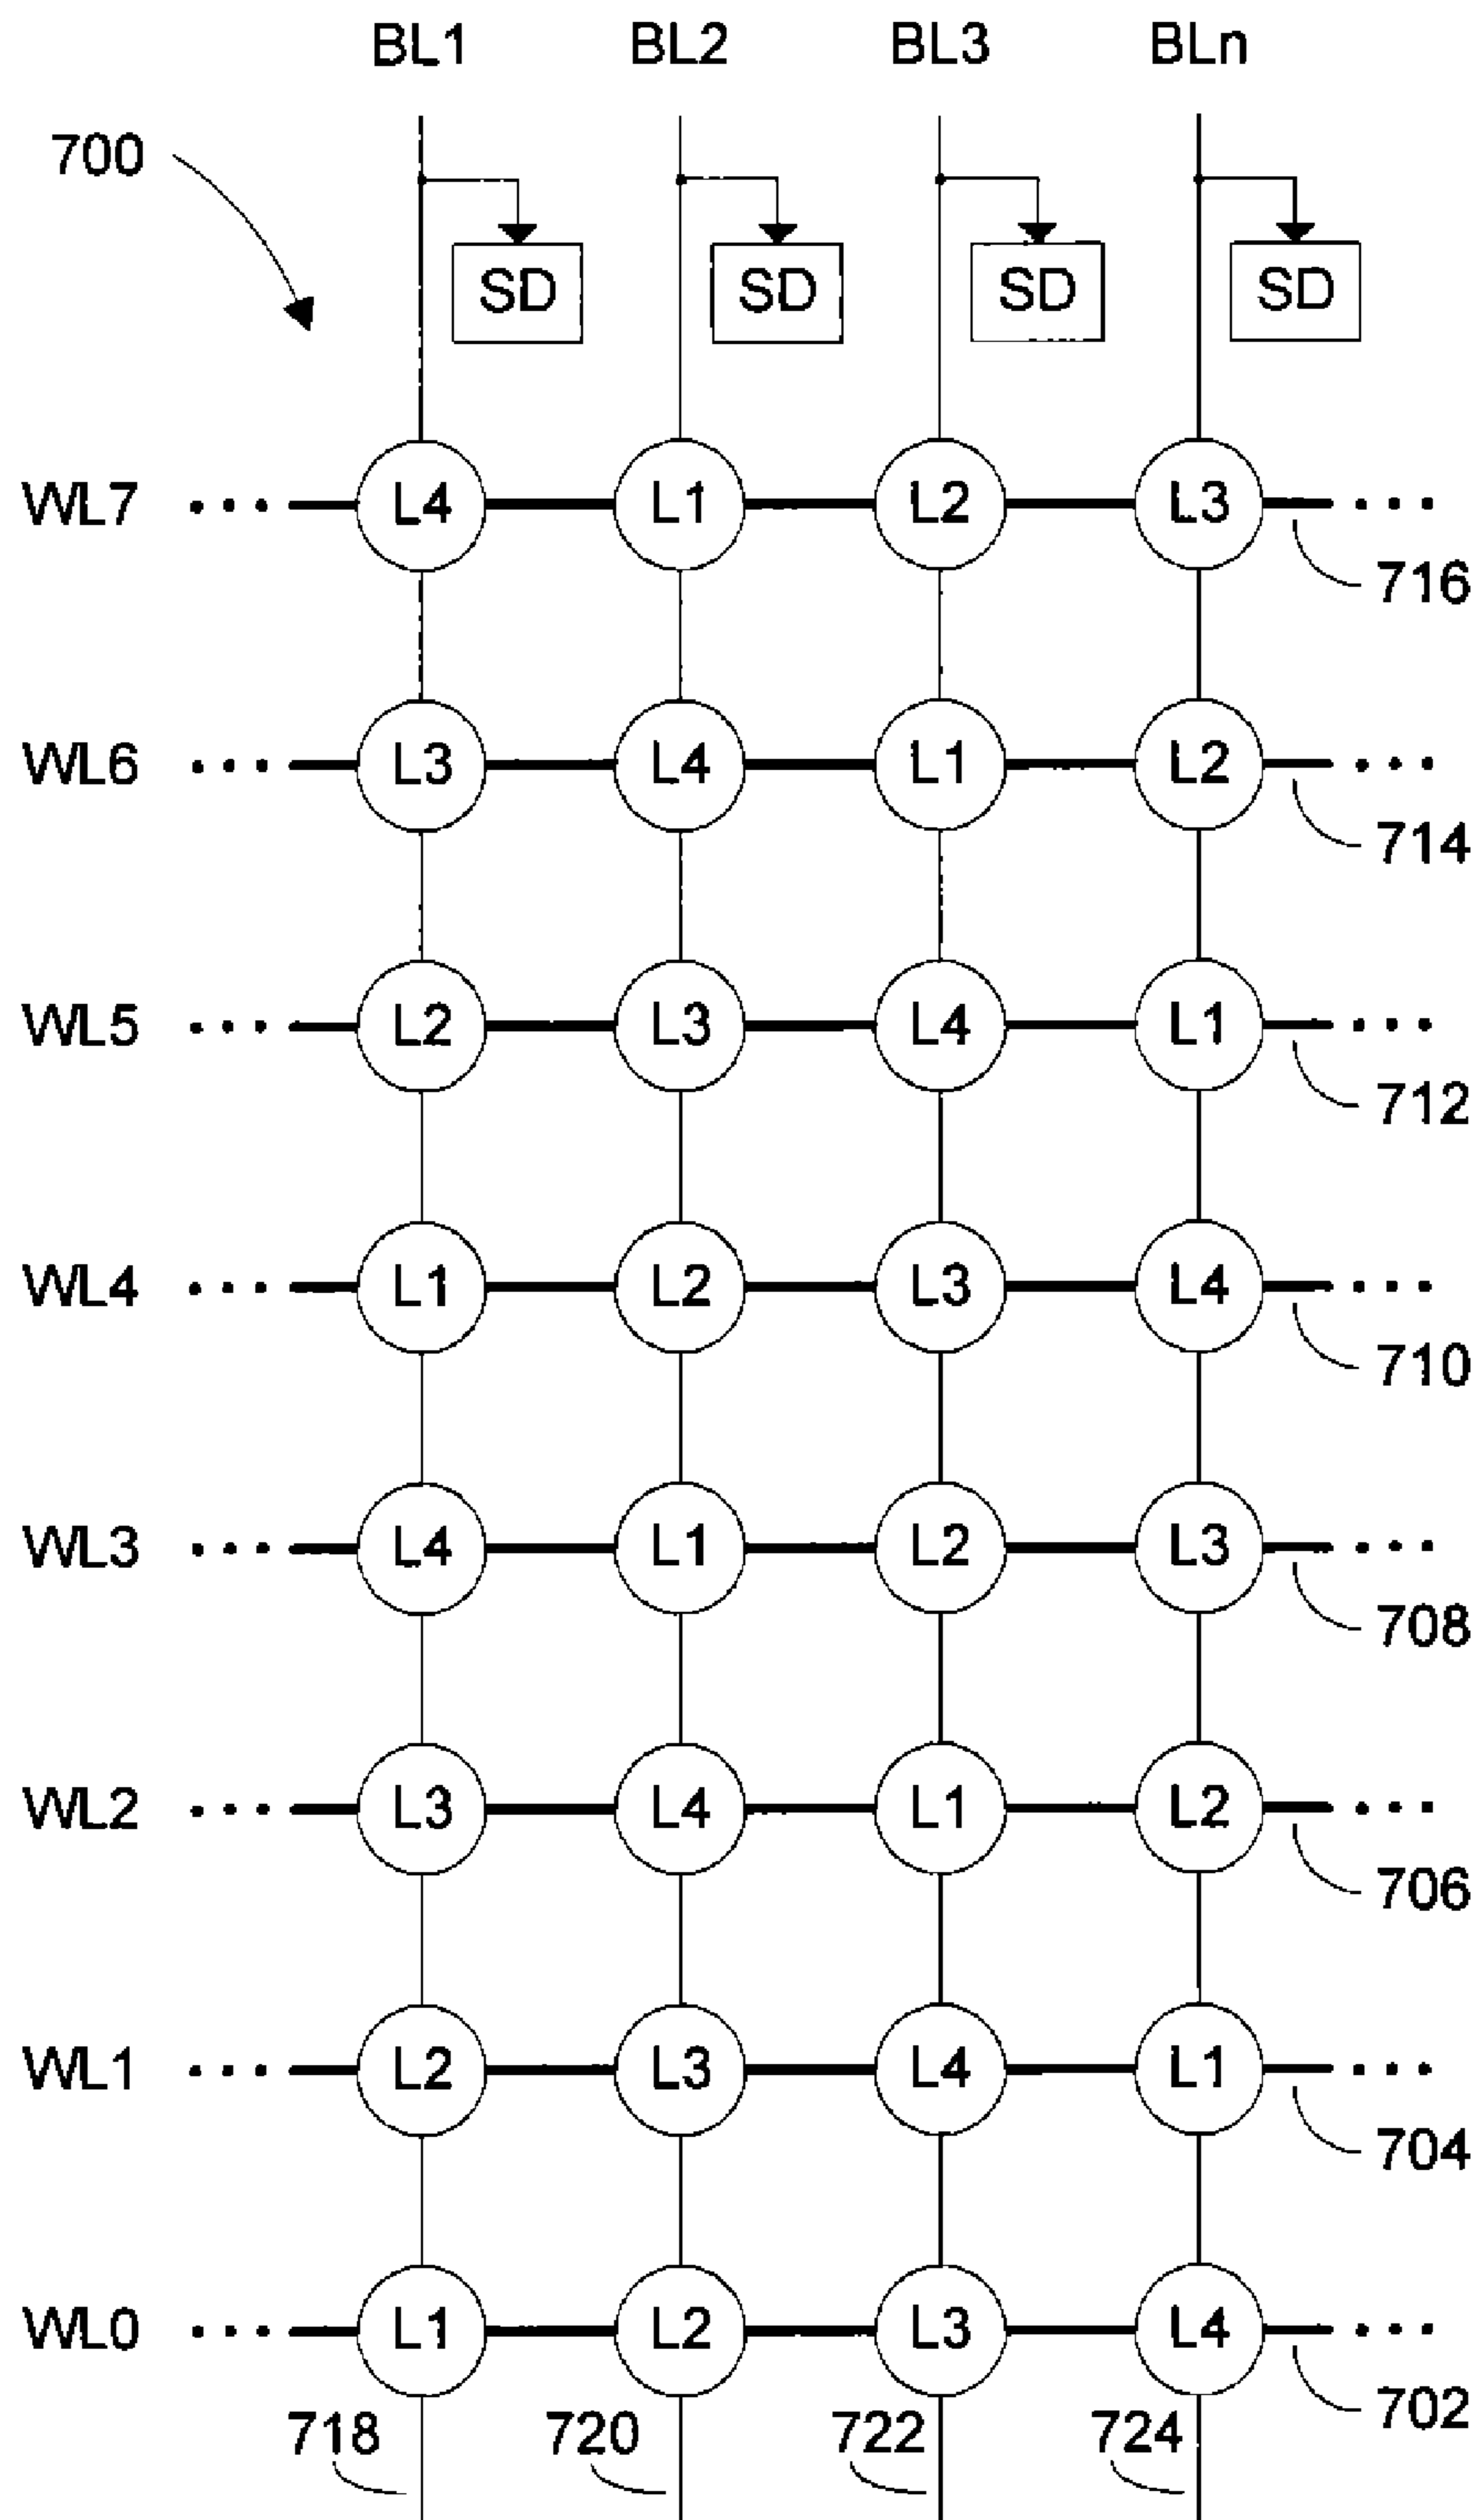 BL1 BL2 BL3 BLn
700
SD SD SD SD
WL7 L4 L1 L2 L3
716
WL6 L3 L4 L1 L2
714
WL5 L2 L3 L4 L1
712
WL4 L1 L2 L3 L4
710
WL3 L4 L1 L2 L3
708
WL2 L3 L4 L1 L2
706
WL1 L2 L3 L4 L1
704
WL0 L1 L2 L3 L4
702
718 720 722 724